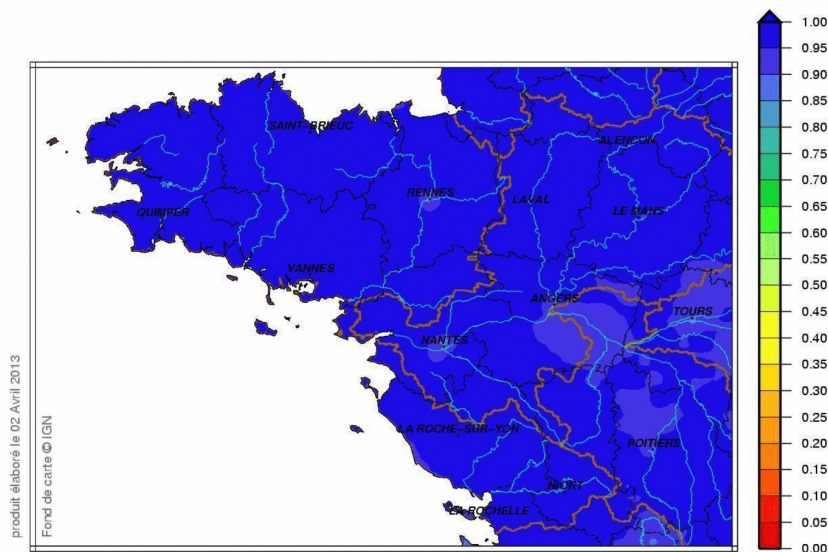 SAINT-BRIEUC
ALENCON
RENNES
LAVAL
LE MANS
QUIMPER
VANNES
ANGERS
TOURS
NANTES
LA ROCHE-SUR-YON
POITIERS
NIORT
LA ROCHELLE
1.00
0.95
0.90
0.85
0.80
0.75
0.70
0.65
0.60
0.55
0.50
0.45
0.40
0.35
0.30
0.25
0.20
0.15
0.10
0.05
0.00
produit élaboré le 02 Avril 2013
Fond de carte © IGN